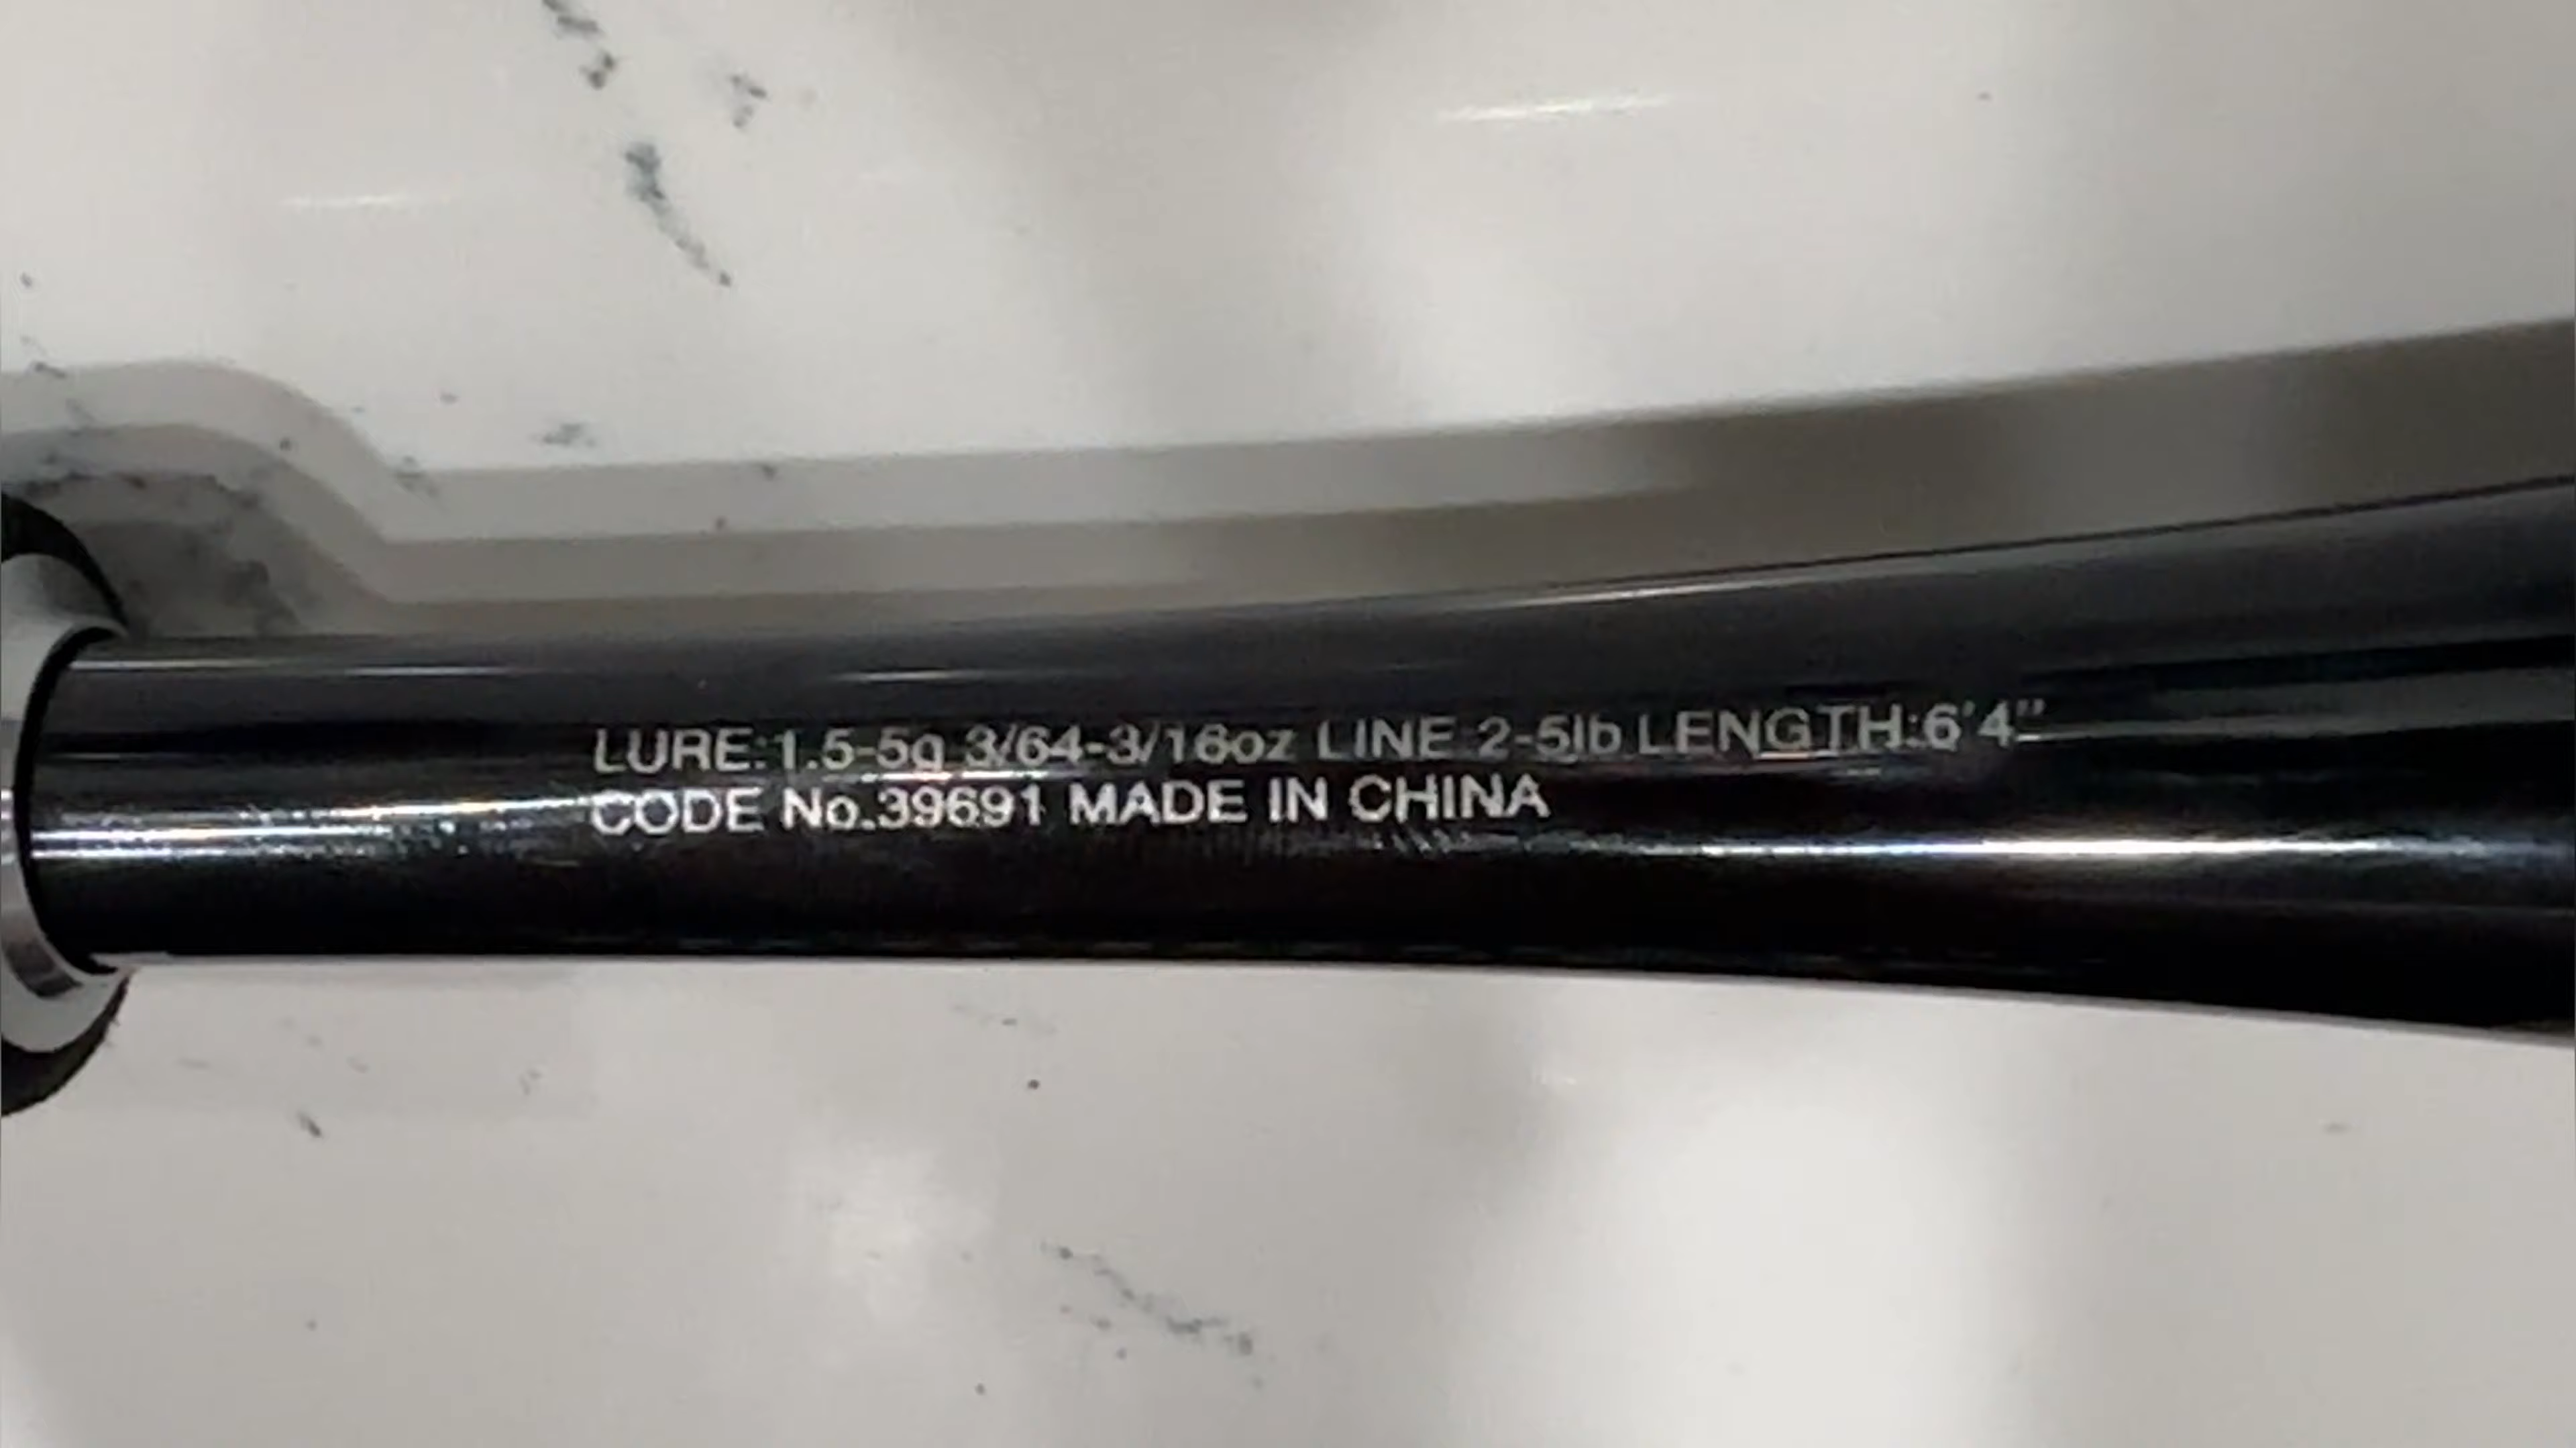 LURE:1.5-5g 3/64-3/16oz LINE 2-5lb LENGTH:6'4"
CODE No.39691 MADE IN CHINA